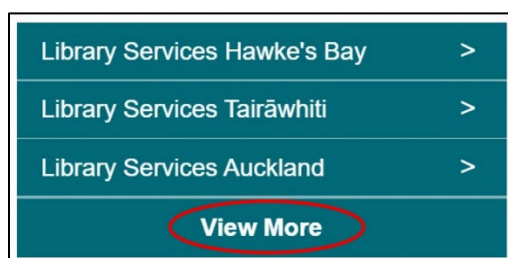 Library Services Hawke's Bay >
Library Services Tairāwhiti >
Library Services Auckland >
View More